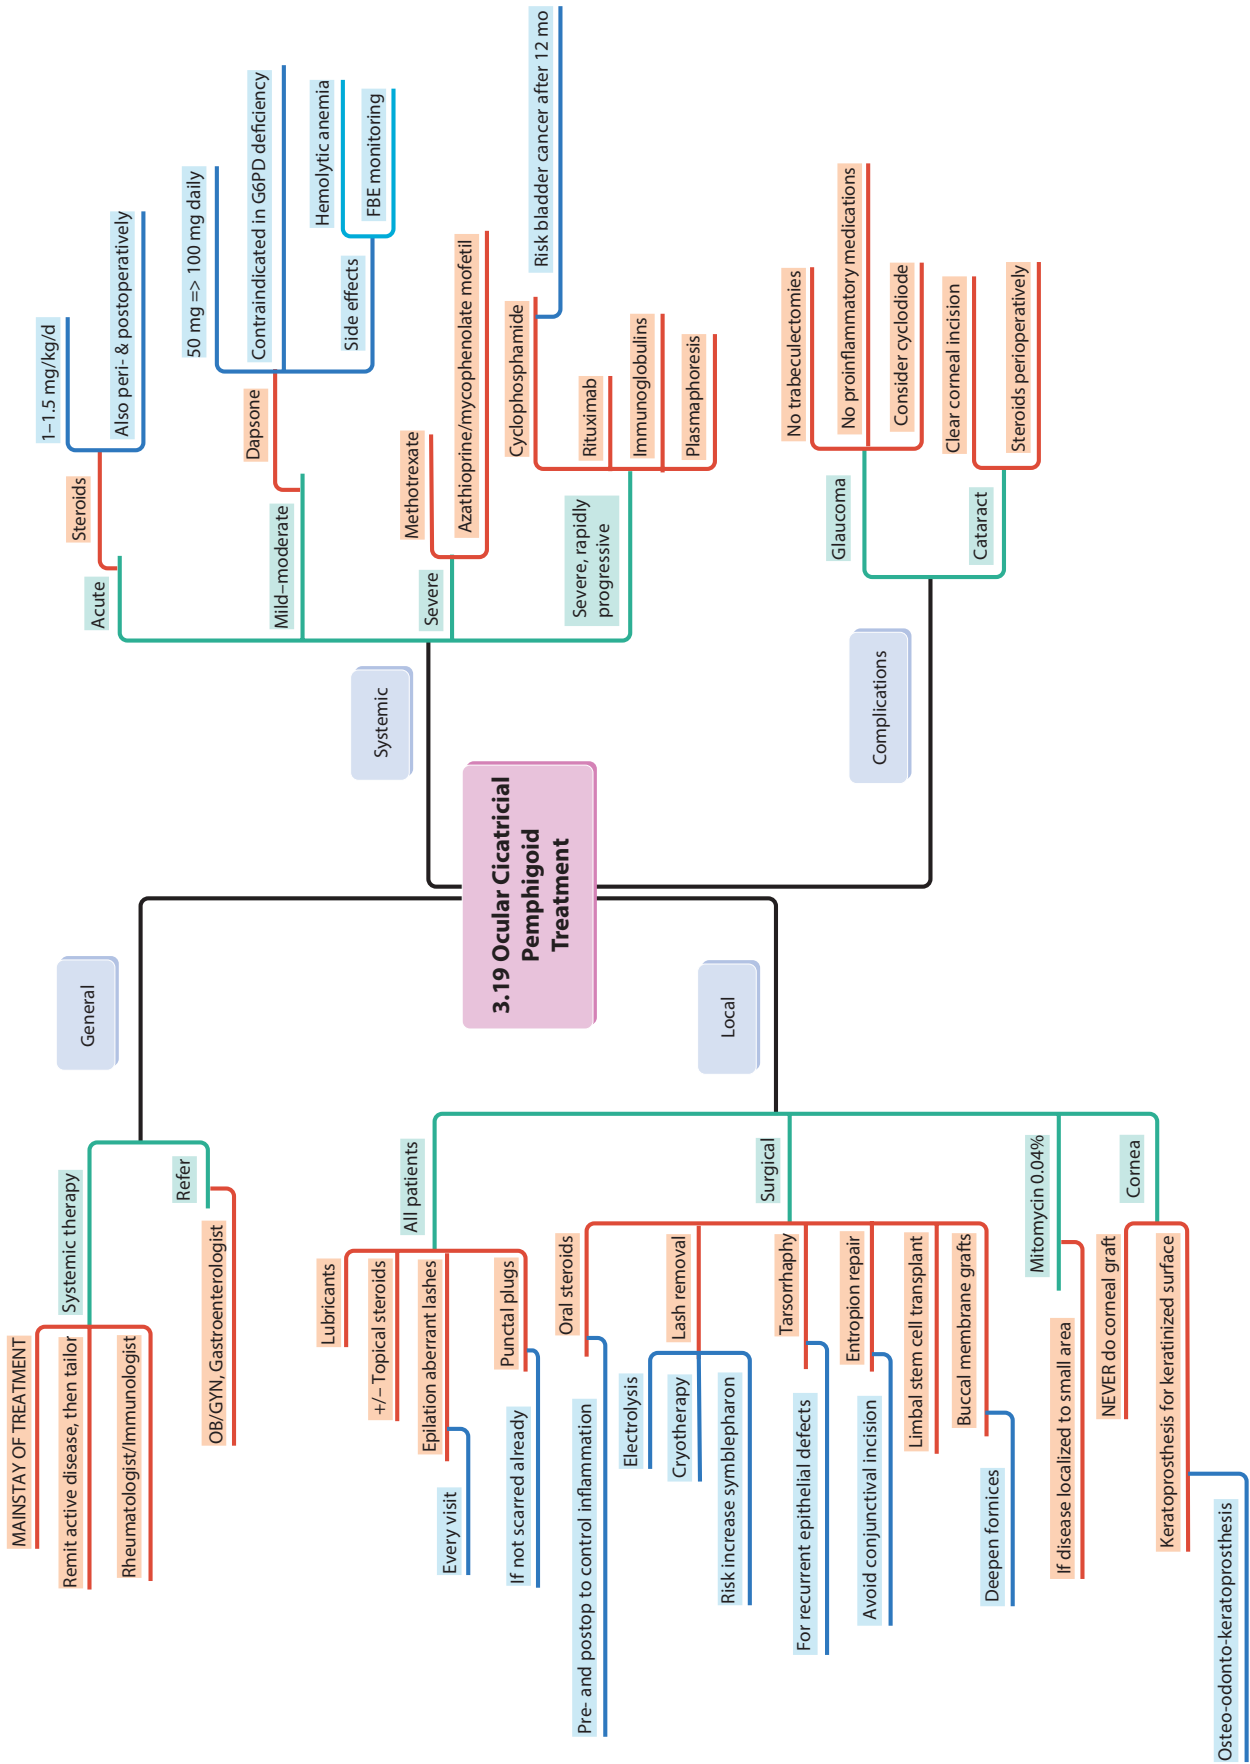 3.19 Ocular Cicatricial
Pemphigoid
Treatment
General
Systemic therapy
MAINSTAY OF TREATMENT
Remit active disease, then tailor
Rheumatologist/Immunologist
Refer
OB/GYN, Gastroenterologist
Local
All patients
Lubricants
+/− Topical steroids
Epilation aberrant lashes
Every visit
Punctal plugs
If not scarred already
Surgical
Oral steroids
Pre- and postop to control inflammation
Lash removal
Electrolysis
Cryotherapy
Risk increase symblepharon
Tarsorrhaphy
For recurrent epithelial defects
Entropion repair
Avoid conjunctival incision
Limbal stem cell transplant
Buccal membrane grafts
Deepen fornices
Mitomycin 0.04%
If disease localized to small area
Cornea
NEVER do corneal graft
Keratoprosthesis for keratinized surface
Osteo-odonto-keratoprosthesis
Systemic
Acute
Steroids
1–1.5 mg/kg/d
Also peri- & postoperatively
Mild–moderate
Dapsone
50 mg => 100 mg daily
Contraindicated in G6PD deficiency
Side effects
Hemolytic anemia
FBE monitoring
Severe
Methotrexate
Azathioprine/mycophenolate mofetil
Severe, rapidly
progressive
Cyclophosphamide
Risk bladder cancer after 12 mo
Rituximab
Immunoglobulins
Plasmaphoresis
Complications
Glaucoma
No trabeculectomies
No proinflammatory medications
Consider cyclodiode
Cataract
Clear corneal incision
Steroids perioperatively